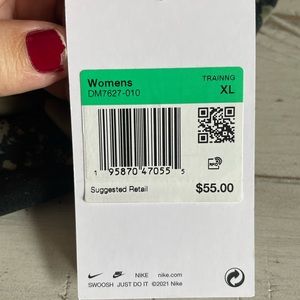 Womens TRAINNG
DM7627-010 XL
1 95870 47055 5
Suggested Retail $55.00
NIKE nike.com
SWOOSH JUST DO IT ©2021 Nike